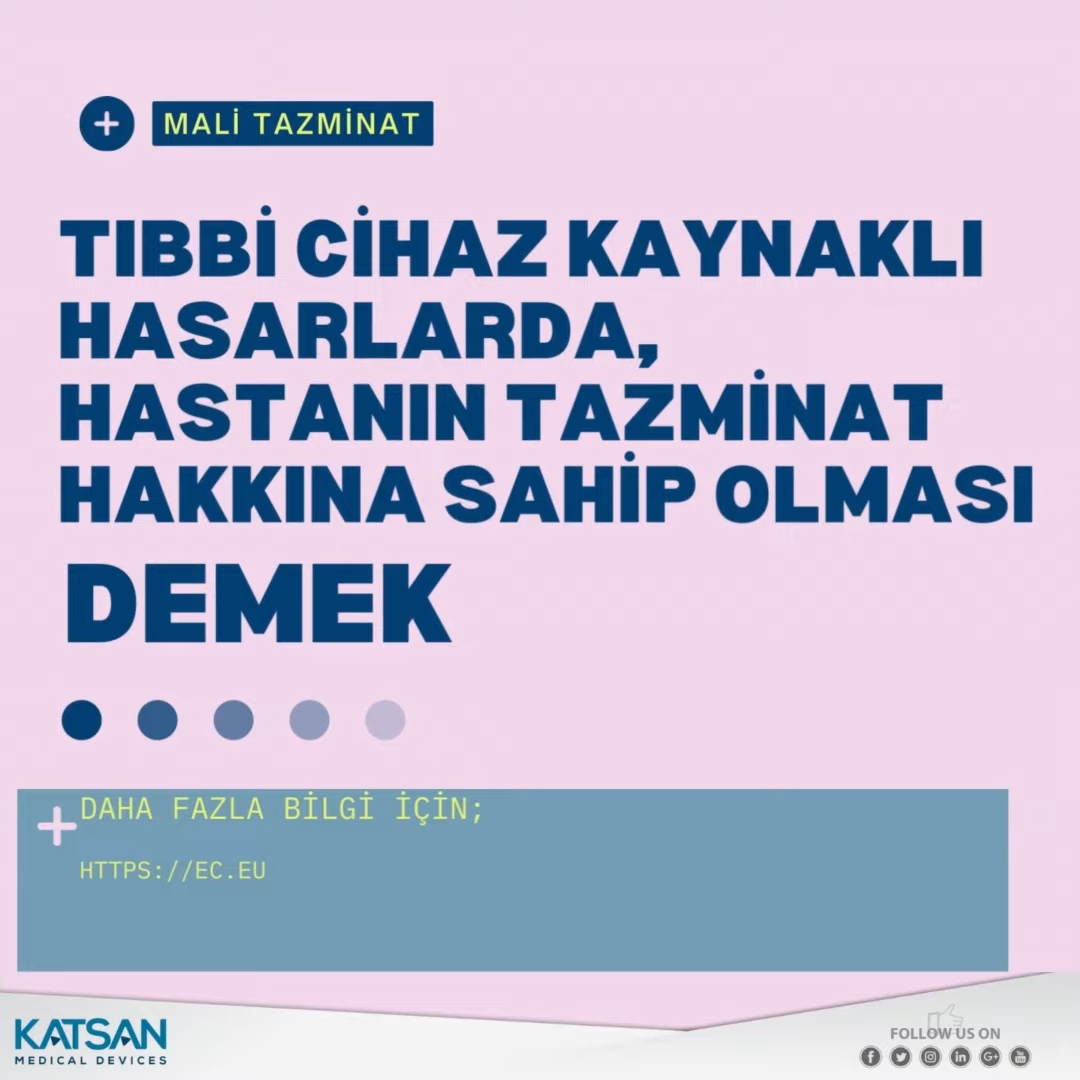 MALİ TAZMİNAT
TIBBİ CİHAZ KAYNAKLI
HASARLARDA,
HASTANIN TAZMİNAT
HAKKINA SAHİP OLMASI
DEMEK
DAHA FAZLA BİLGİ İÇİN;
HTTPS://EC.EU
KATSAN
MEDICAL DEVICES
FOLLOW US ON